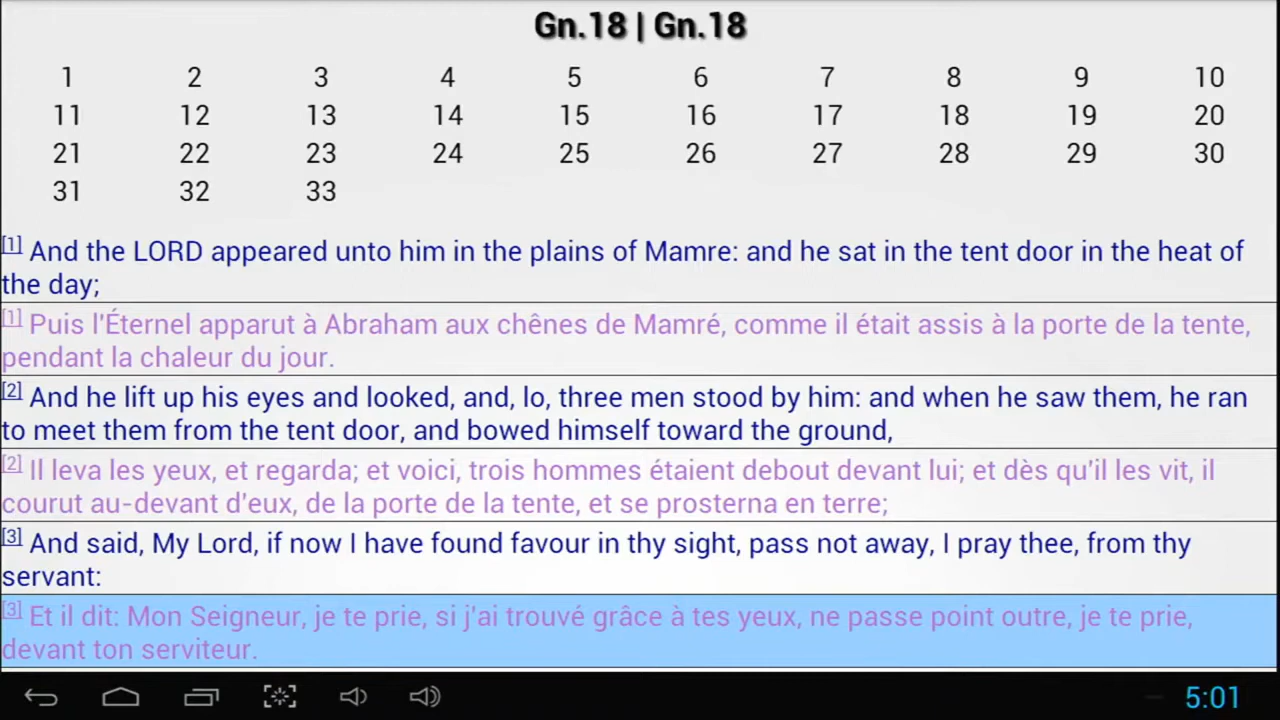 Gn.18 | Gn.18
1 2 3 4 5 6 7 8 9 10
11 12 13 14 15 16 17 18 19 20
21 22 23 24 25 26 27 28 29 30
31 32 33
[1] And the LORD appeared unto him in the plains of Mamre: and he sat in the tent door in the heat of
the day;
[1] Puis l'Éternel apparut à Abraham aux chênes de Mamré, comme il était assis à la porte de la tente,
pendant la chaleur du jour.
[2] And he lift up his eyes and looked, and, lo, three men stood by him: and when he saw them, he ran
to meet them from the tent door, and bowed himself toward the ground,
[2] Il leva les yeux, et regarda; et voici, trois hommes étaient debout devant lui; et dès qu'il les vit, il
courut au-devant d'eux, de la porte de la tente, et se prosterna en terre;
[3] And said, My Lord, if now I have found favour in thy sight, pass not away, I pray thee, from thy
servant:
[3] Et il dit: Mon Seigneur, je te prie, si j'ai trouvé grâce à tes yeux, ne passe point outre, je te prie,
devant ton serviteur.
5:01